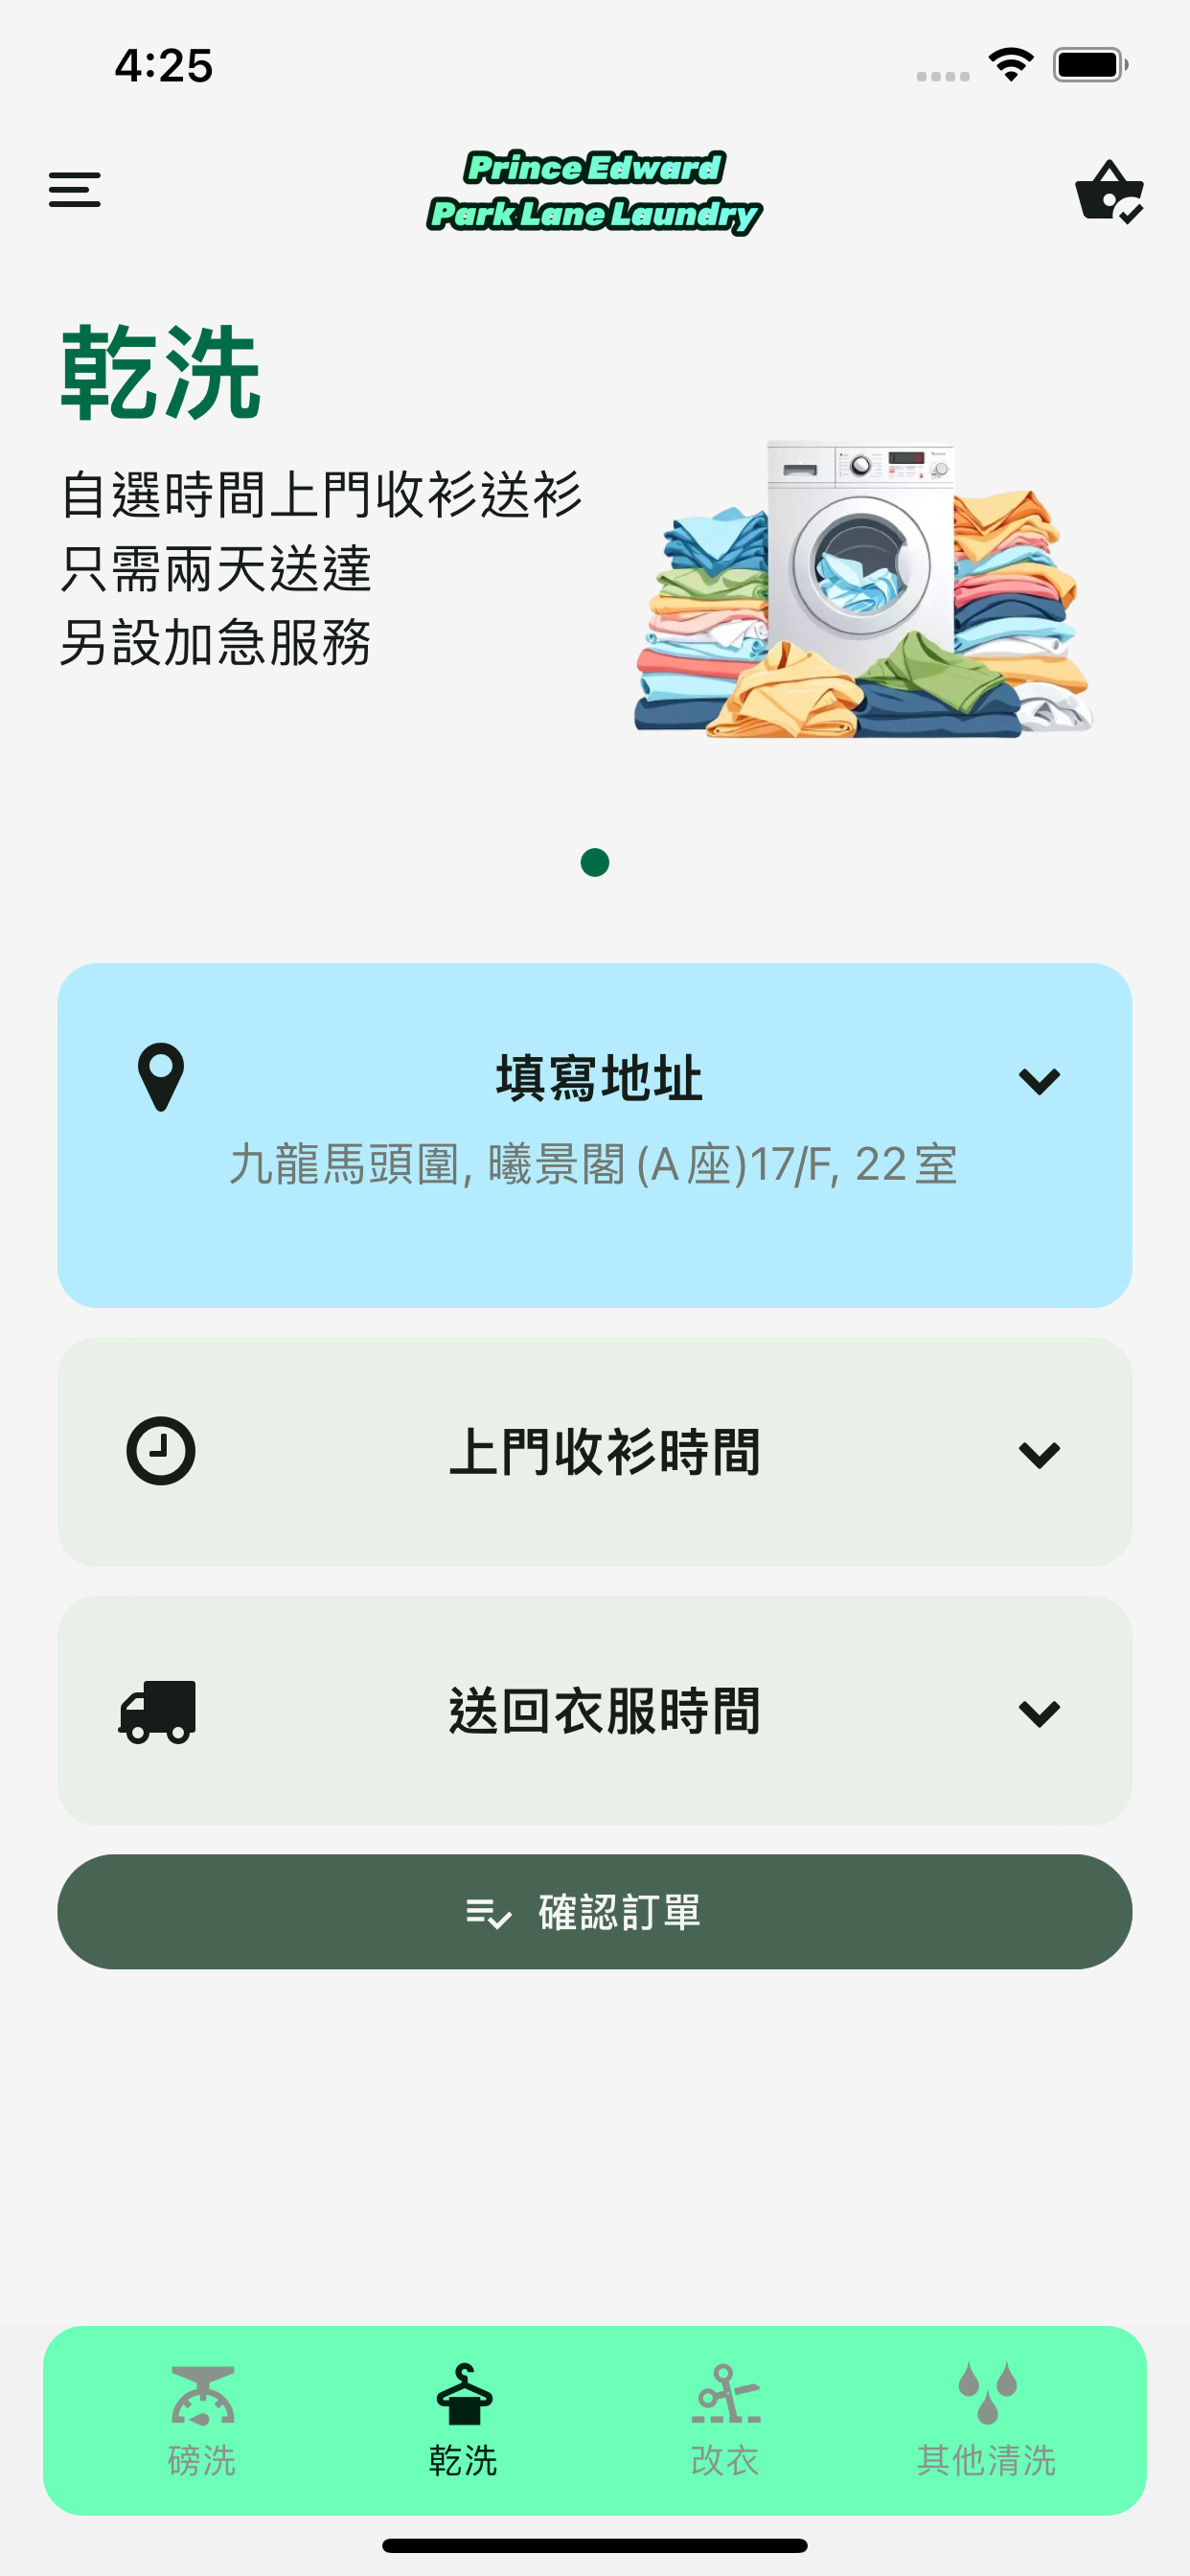 4:25
Prince Edward
Park Lane Laundry
乾洗
自選時間上門收衫送衫
只需兩天送達
另設加急服務
填寫地址
九龍馬頭圍, 曦景閣 (A 座)17/F, 22 室
上門收衫時間
送回衣服時間
確認訂單
磅洗
乾洗
改衣
其他清洗